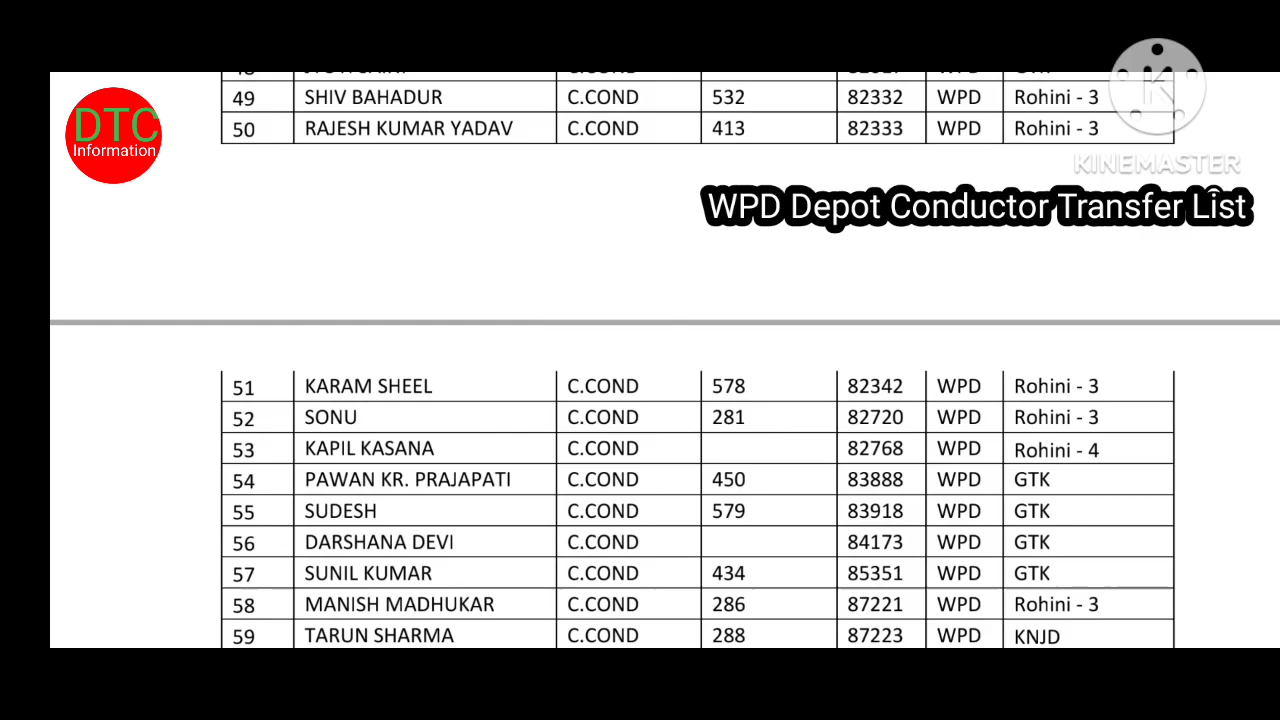 49 SHIV BAHADUR C.COND 532 82332 WPD Rohini - 3
50 RAJESH KUMAR YADAV C.COND 413 82333 WPD Rohini - 3
DTC
Information
KINEMASTER
WPD Depot Conductor Transfer List
51 KARAM SHEEL C.COND 578 82342 WPD Rohini - 3
52 SONU C.COND 281 82720 WPD Rohini - 3
53 KAPIL KASANA C.COND 82768 WPD Rohini - 4
54 PAWAN KR. PRAJAPATI C.COND 450 83888 WPD GTK
55 SUDESH C.COND 579 83918 WPD GTK
56 DARSHANA DEVI C.COND 84173 WPD GTK
57 SUNIL KUMAR C.COND 434 85351 WPD GTK
58 MANISH MADHUKAR C.COND 286 87221 WPD Rohini - 3
59 TARUN SHARMA C.COND 288 87223 WPD KNJD